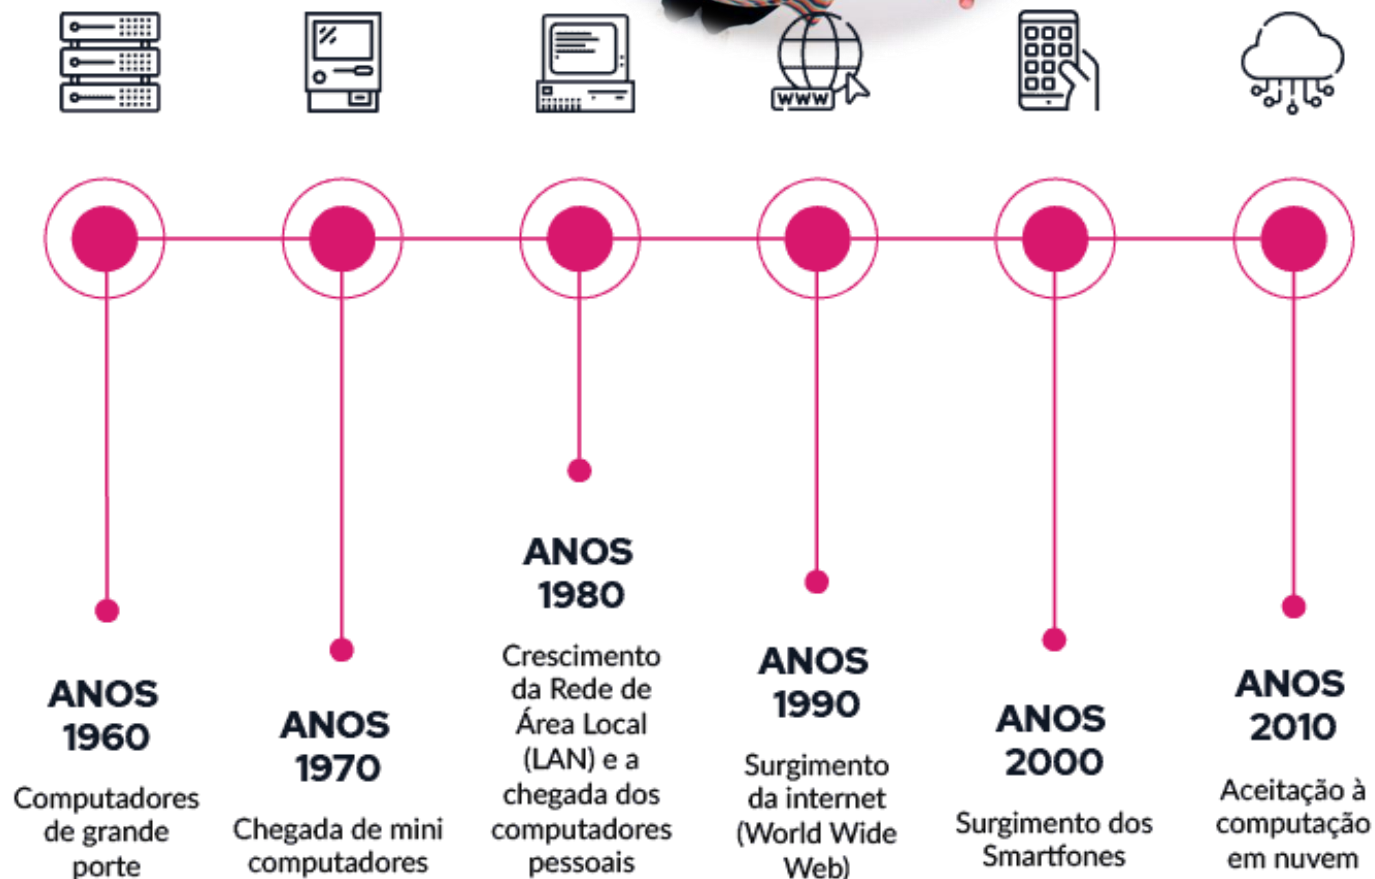 WWW
ANOS
1960
Computadores
de grande
porte
ANOS
1970
Chegada de mini
computadores
ANOS
1980
Crescimento
da Rede de
Área Local
(LAN) e a
chegada dos
computadores
pessoais
ANOS
1990
Surgimento
da internet
(World Wide
Web)
ANOS
2000
Surgimento dos
Smartfones
ANOS
2010
Aceitação à
computação
em nuvem